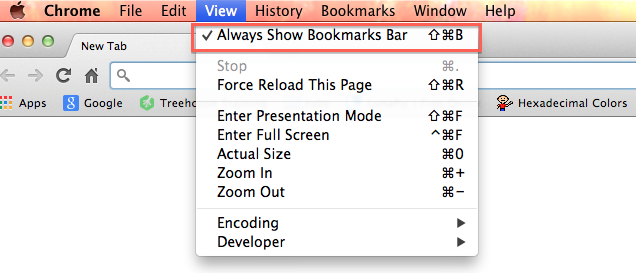 Chrome File Edit View History Bookmarks Window Help
New Tab
✓ Always Show Bookmarks Bar ⇧⌘B
Stop ⌘.
Force Reload This Page ⇧⌘R
Apps Google Treeho Hexadecimal Colors
Enter Presentation Mode ⇧⌘F
Enter Full Screen ^⌘F
Actual Size ⌘0
Zoom In ⌘+
Zoom Out ⌘−
Encoding ▶
Developer ▶